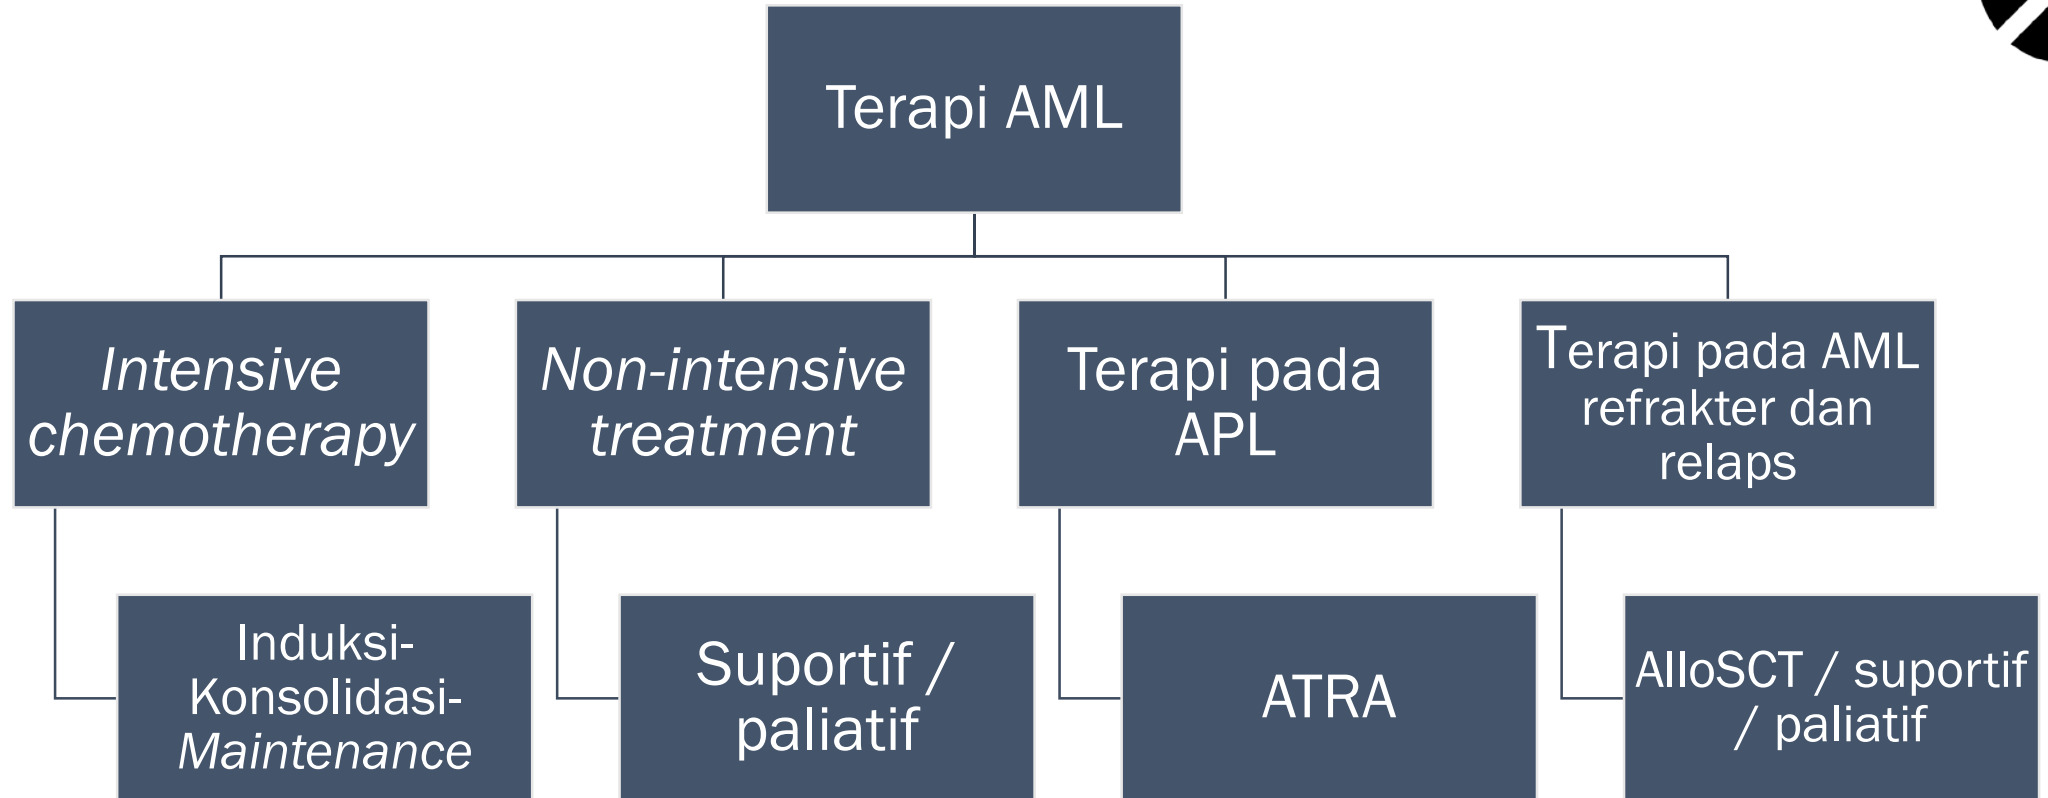 Terapi AML
Intensive
chemotherapy
Non-intensive
treatment
Terapi pada
APL
Terapi pada AML
refrakter dan
relaps
Induksi-
Konsolidasi-
Maintenance
Suportif /
paliatif
ATRA
AlloSCT / suportif
/ paliatif